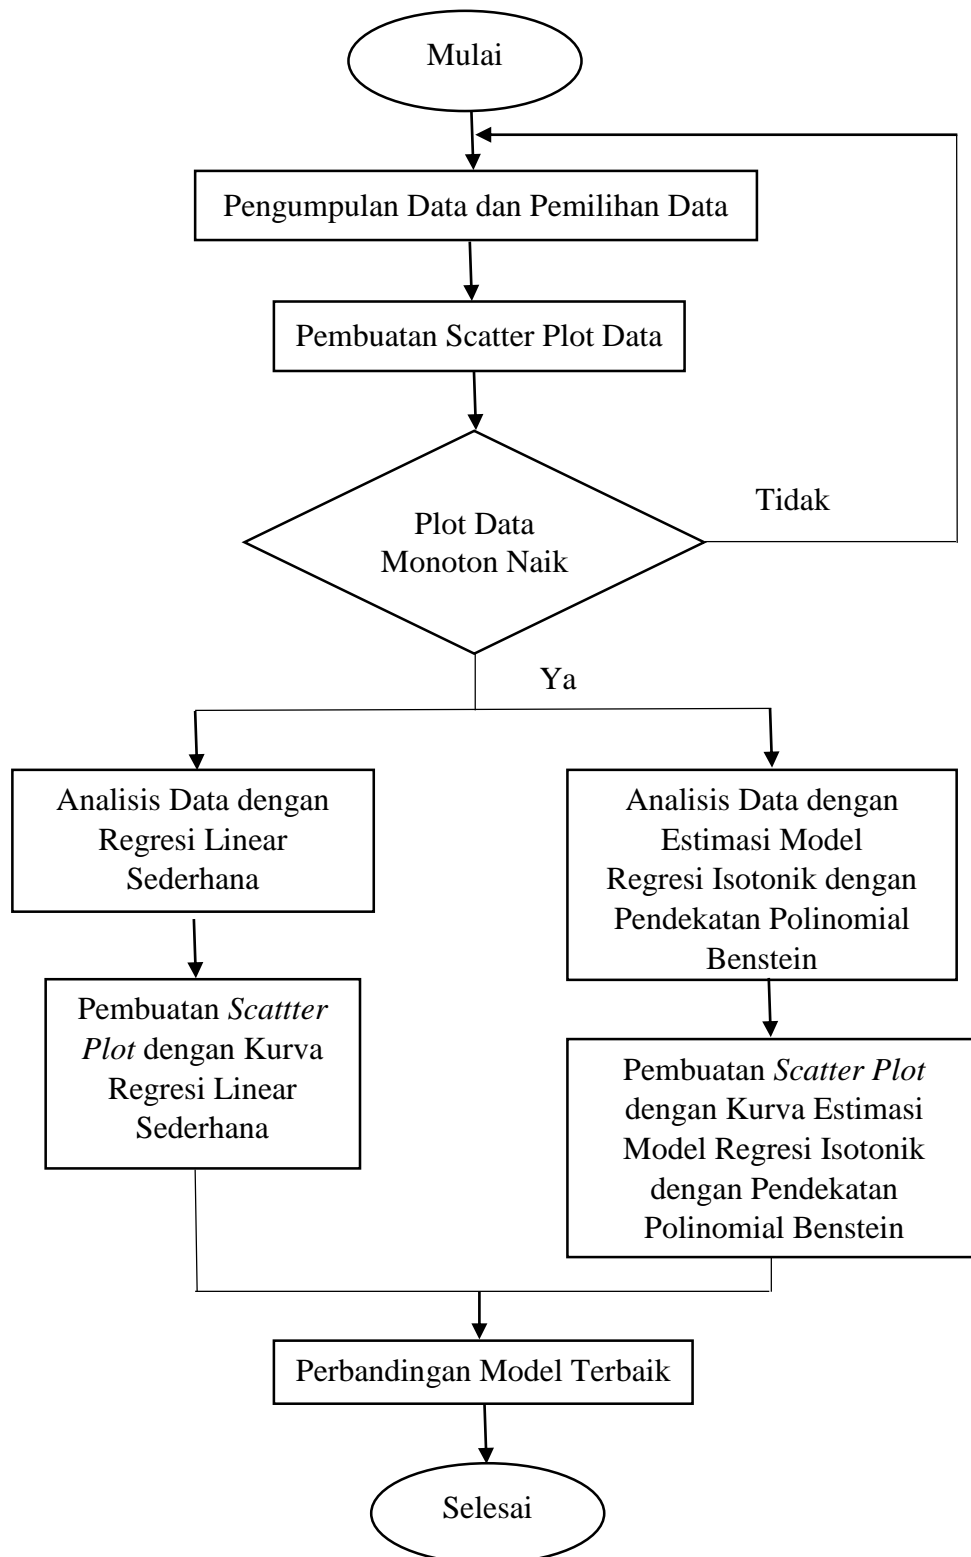 Mulai
Pengumpulan Data dan Pemilihan Data
Pembuatan Scatter Plot Data
Plot Data
Monoton Naik
Tidak
Ya
Analisis Data dengan
Regresi Linear
Sederhana
Analisis Data dengan
Estimasi Model
Regresi Isotonik dengan
Pendekatan Polinomial
Benstein
Pembuatan Scattter
Plot dengan Kurva
Regresi Linear
Sederhana
Pembuatan Scatter Plot
dengan Kurva Estimasi
Model Regresi Isotonik
dengan Pendekatan
Polinomial Benstein
Perbandingan Model Terbaik
Selesai